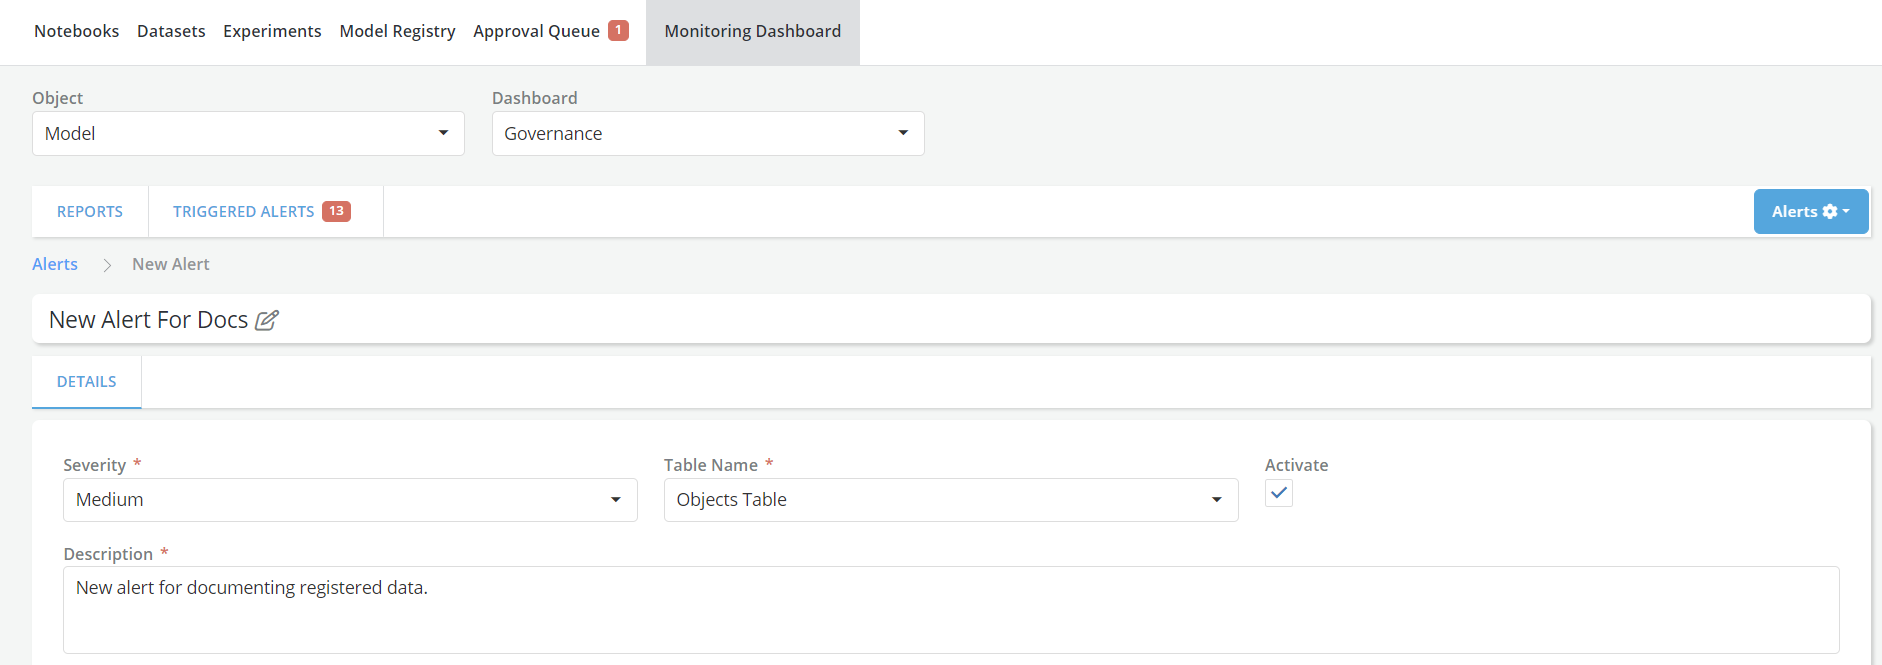 Notebooks Datasets Experiments Model Registry Approval Queue 1 Monitoring Dashboard
Object Dashboard
Model Governance
REPORTS TRIGGERED ALERTS 13 Alerts
Alerts New Alert
New Alert For Docs
DETAILS
Severity * Table Name * Activate
Medium Objects Table
Description *
New alert for documenting registered data.